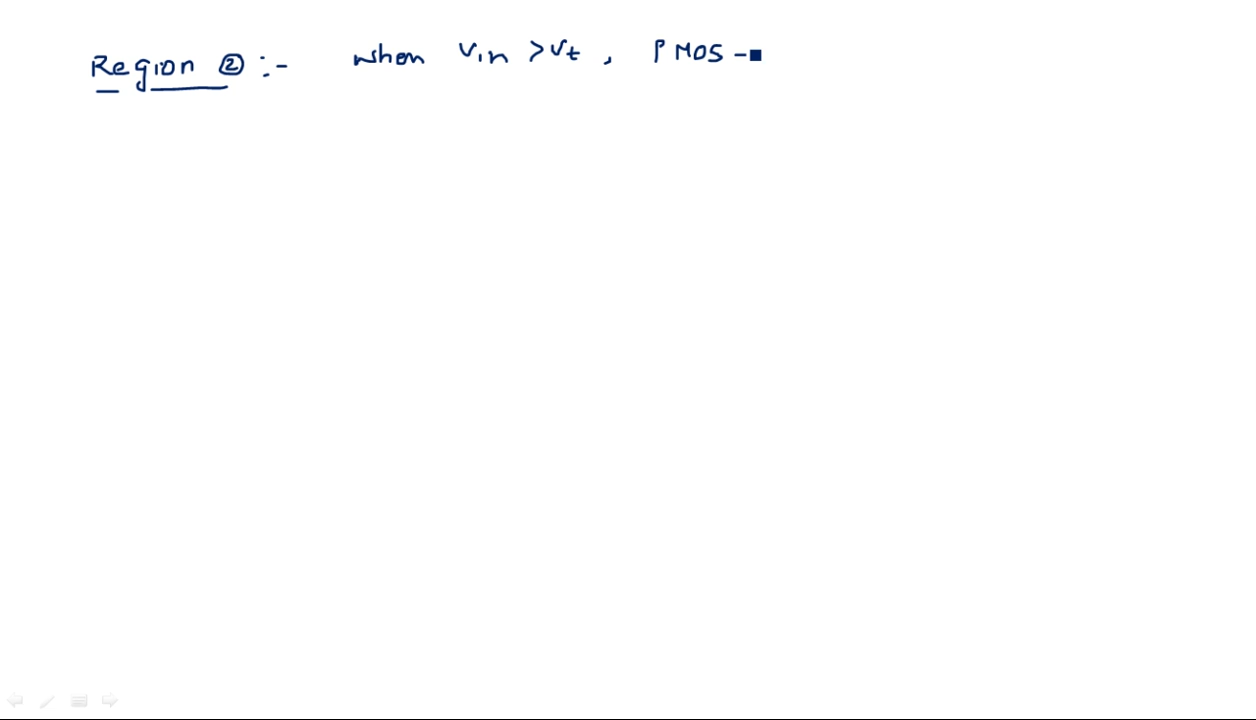 Region ② :- when Vin > Vt , PMOS -